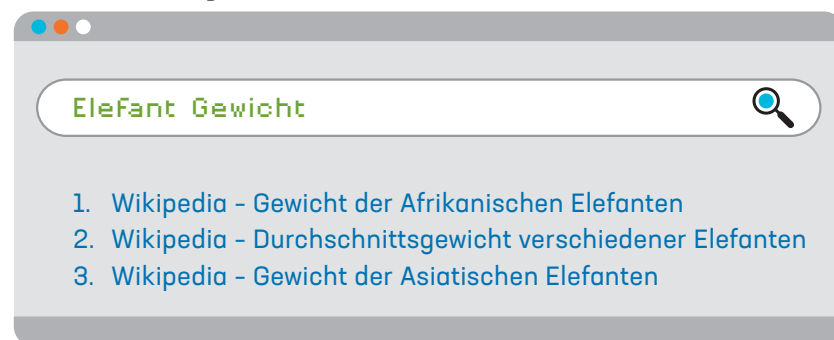 Elefant Gewicht
1. Wikipedia – Gewicht der Afrikanischen Elefanten
2. Wikipedia – Durchschnittsgewicht verschiedener Elefanten
3. Wikipedia – Gewicht der Asiatischen Elefanten